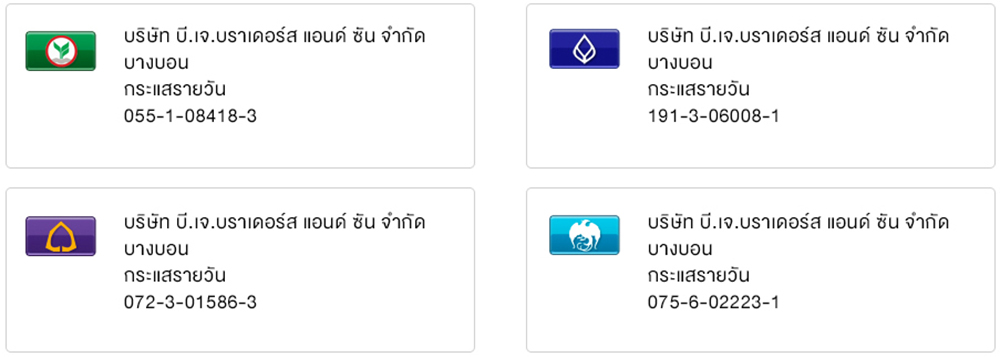 บริษัท บี.เจ.บราเดอร์ส แอนด์ ซัน จำกัด
บางบอน
กระแสรายวัน
055-1-08418-3
บริษัท บี.เจ.บราเดอร์ส แอนด์ ซัน จำกัด
บางบอน
กระแสรายวัน
191-3-06008-1
บริษัท บี.เจ.บราเดอร์ส แอนด์ ซัน จำกัด
บางบอน
กระแสรายวัน
072-3-01586-3
บริษัท บี.เจ.บราเดอร์ส แอนด์ ซัน จำกัด
บางบอน
กระแสรายวัน
075-6-02223-1